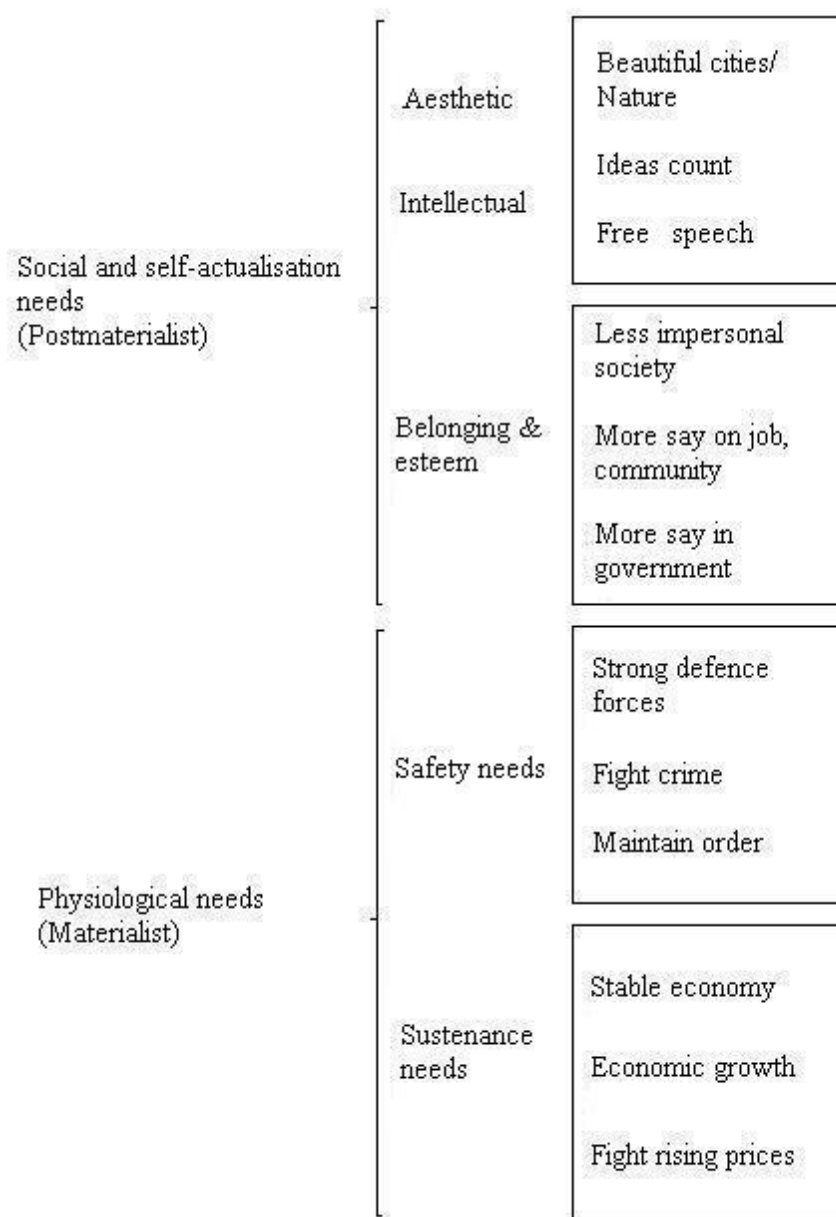 Social and self-actualisation
needs
(Postmaterialist)
Aesthetic
Intellectual
Beautiful cities/
Nature
Ideas count
Free speech
Belonging &
esteem
Less impersonal
society
More say on job,
community
More say in
government
Physiological needs
(Materialist)
Safety needs
Strong defence
forces
Fight crime
Maintain order
Sustenance
needs
Stable economy
Economic growth
Fight rising prices